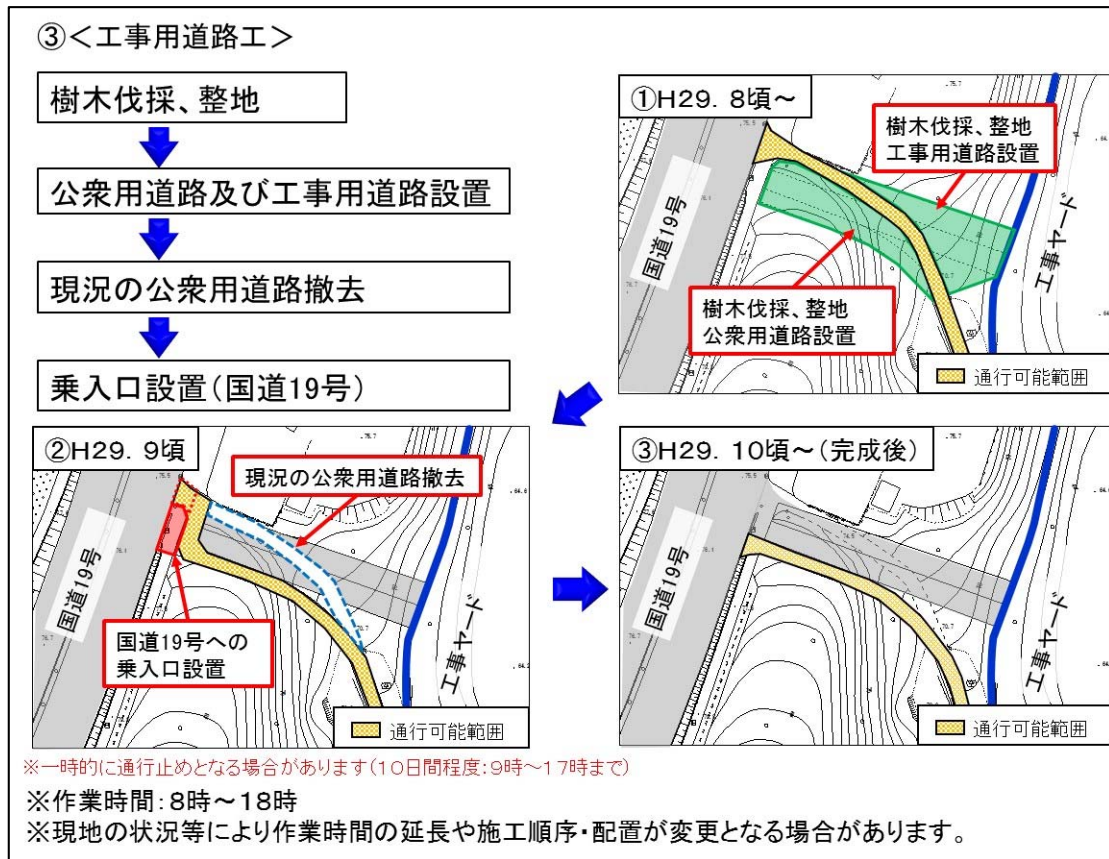 ③<工事用道路工>
樹木伐採、整地
公衆用道路及び工事用道路設置
現況の公衆用道路撤去
乗入口設置(国道19号)
①H29. 8頃~
樹木伐採、整地
工事用道路設置
国道19号
工事ヤード
樹木伐採、整地
公衆用道路設置
通行可能範囲
②H29. 9頃
現況の公衆用道路撤去
国道19号
工事ヤード
国道19号への
乗入口設置
通行可能範囲
③H29. 10頃~(完成後)
国道19号
工事ヤード
通行可能範囲
※一時的に通行止めとなる場合があります(10日間程度:9時~17時まで)
※作業時間:8時~18時
※現地の状況等により作業時間の延長や施工順序・配置が変更となる場合があります。